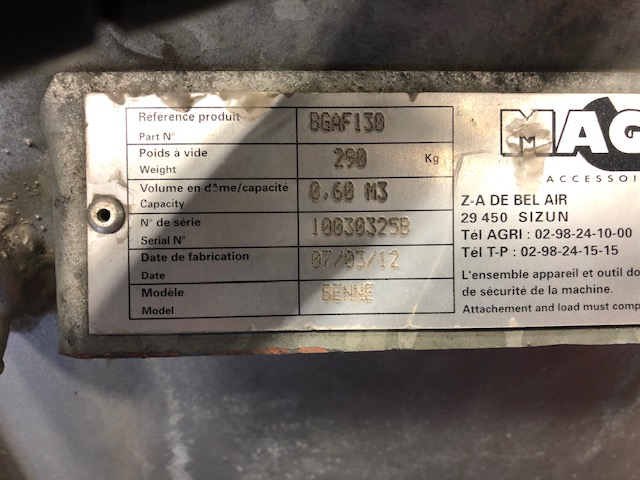 Reference produit BGAF130
Part N°
Poids à vide 290 Kg
Weight
Volume en dôme/capacité 0,60 M3
Capacity
N° de série 10030325B
Serial N°
Date de fabrication 07/03/12
Date
Modèle BENNE
Model
MAG
ACCESSOI
Z-A DE BEL AIR
29 450 SIZUN
Tél AGRI : 02-98-24-10-00
Tél T-P : 02-98-24-15-15
L'ensemble appareil et outil do
de sécurité de la machine.
Attachement and load must comp